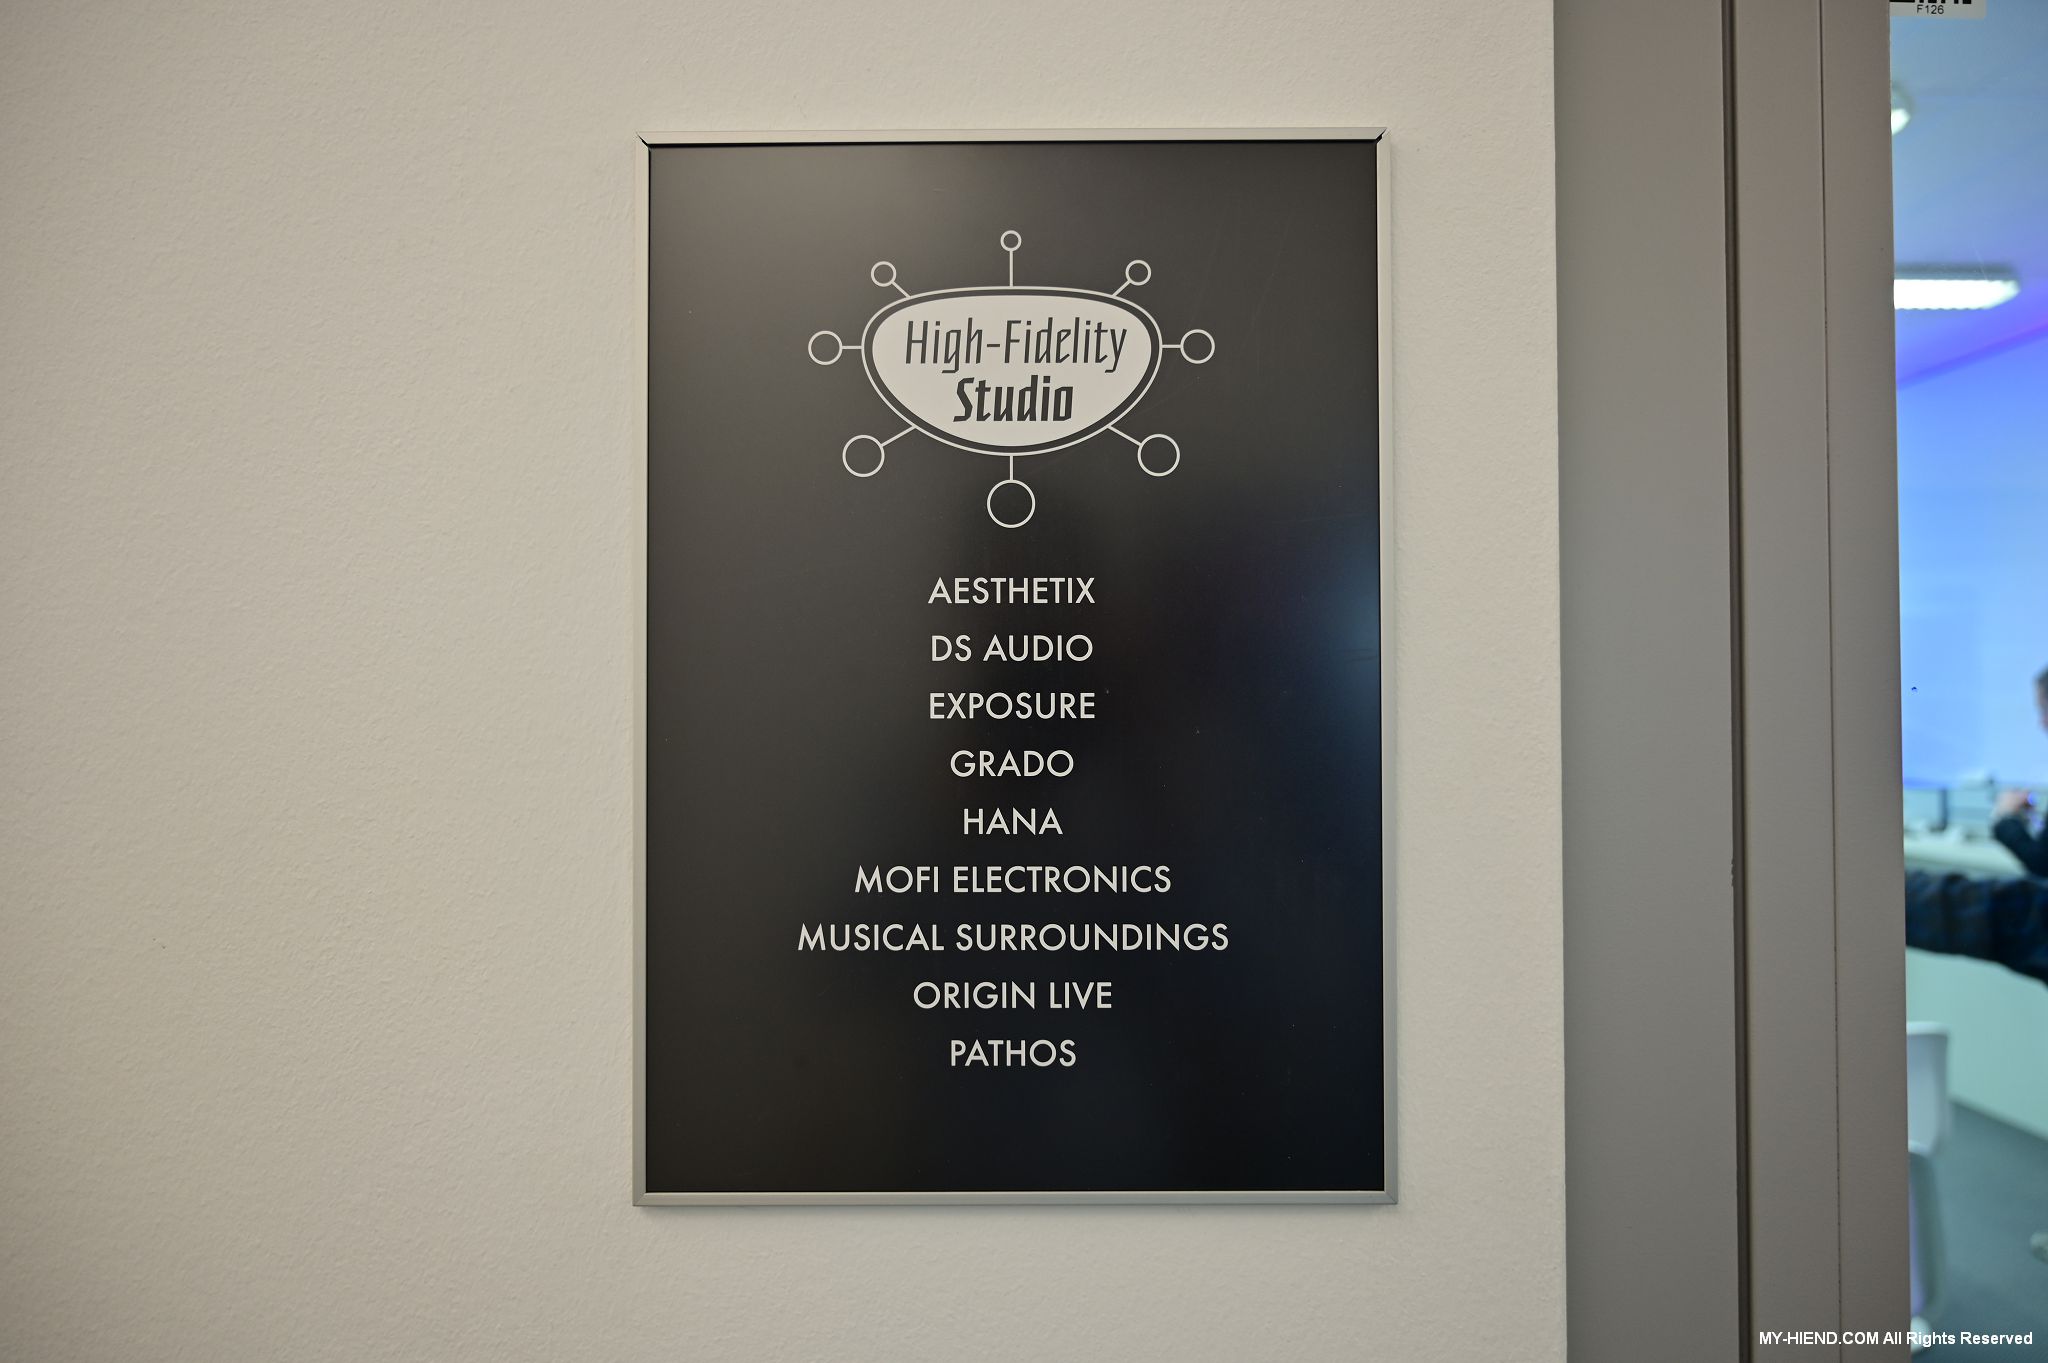 F126
High-Fidelity
Studio
AESTHETIX
DS AUDIO
EXPOSURE
GRADO
HANA
MOFI ELECTRONICS
MUSICAL SURROUNDINGS
ORIGIN LIVE
PATHOS
MY-HIEND.COM All Rights Reserved